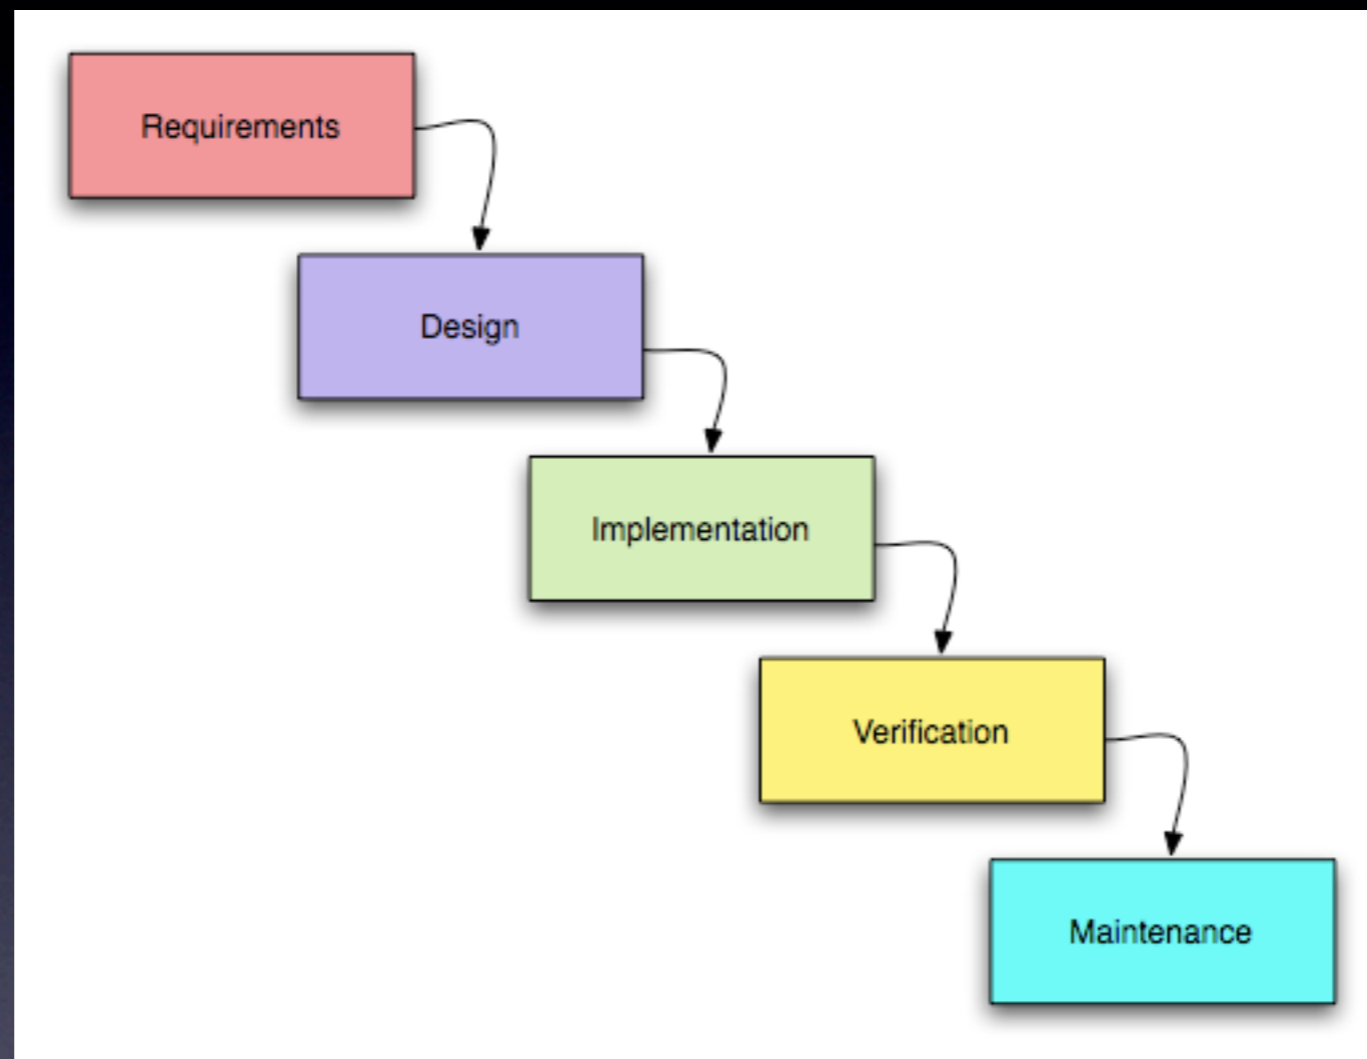 Requirements
Design
Implementation
Verification
Maintenance